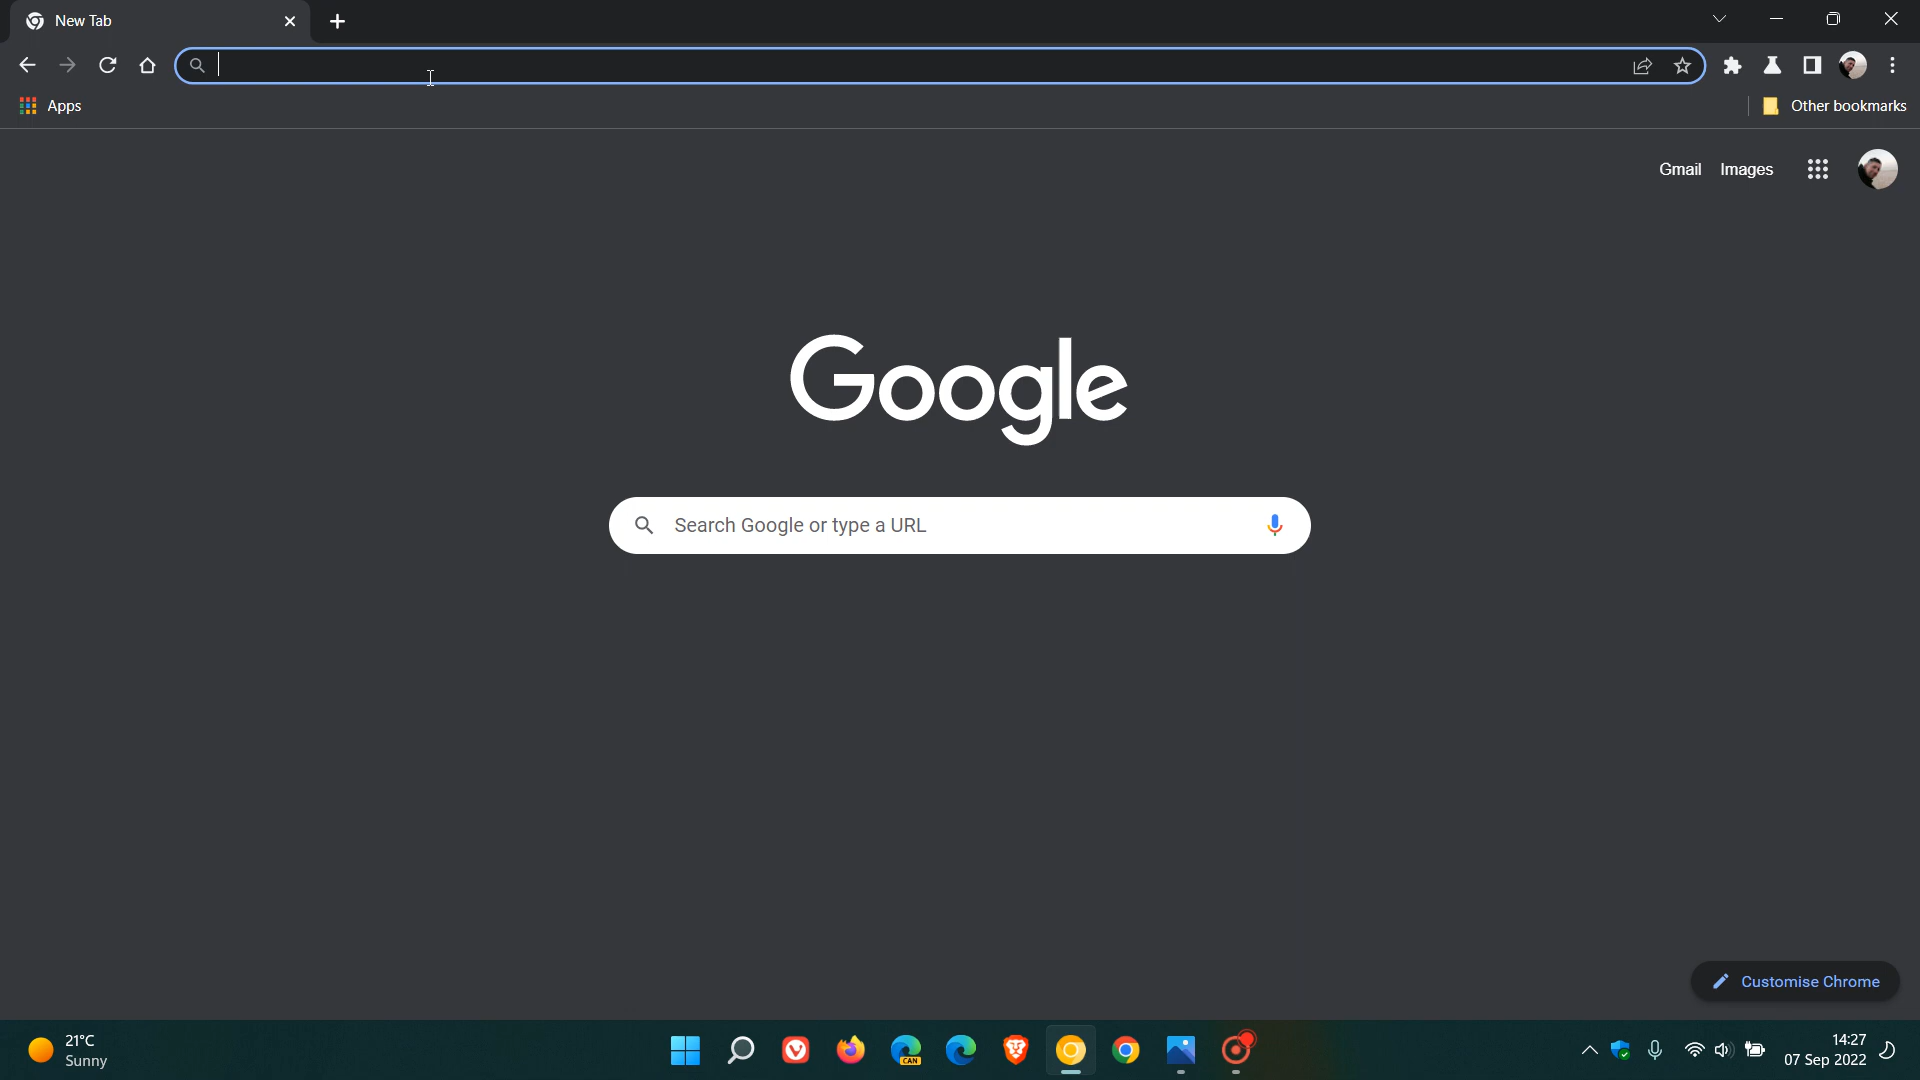 New Tab
Apps
Other bookmarks
Gmail Images
Google
Search Google or type a URL
Customise Chrome
21°C
Sunny
CAN
14:27
07 Sep 2022